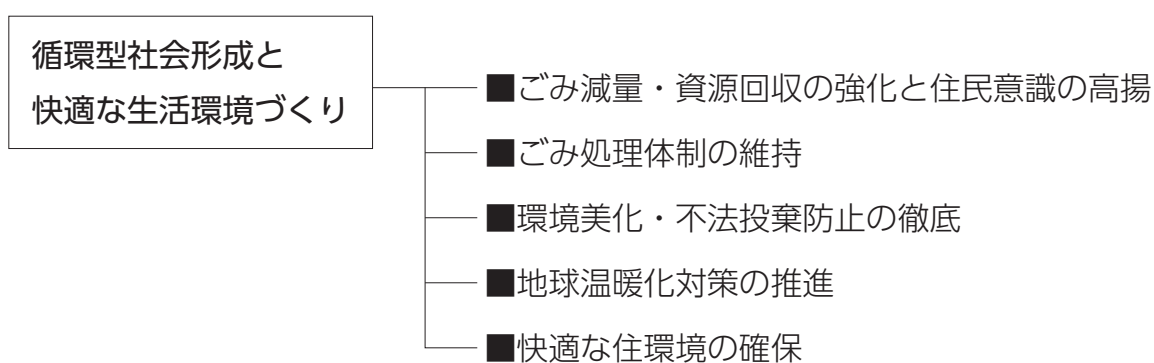 循環型社会形成と
快適な生活環境づくり
■ごみ減量・資源回収の強化と住民意識の高揚
■ごみ処理体制の維持
■環境美化・不法投棄防止の徹底
■地球温暖化対策の推進
■快適な住環境の確保